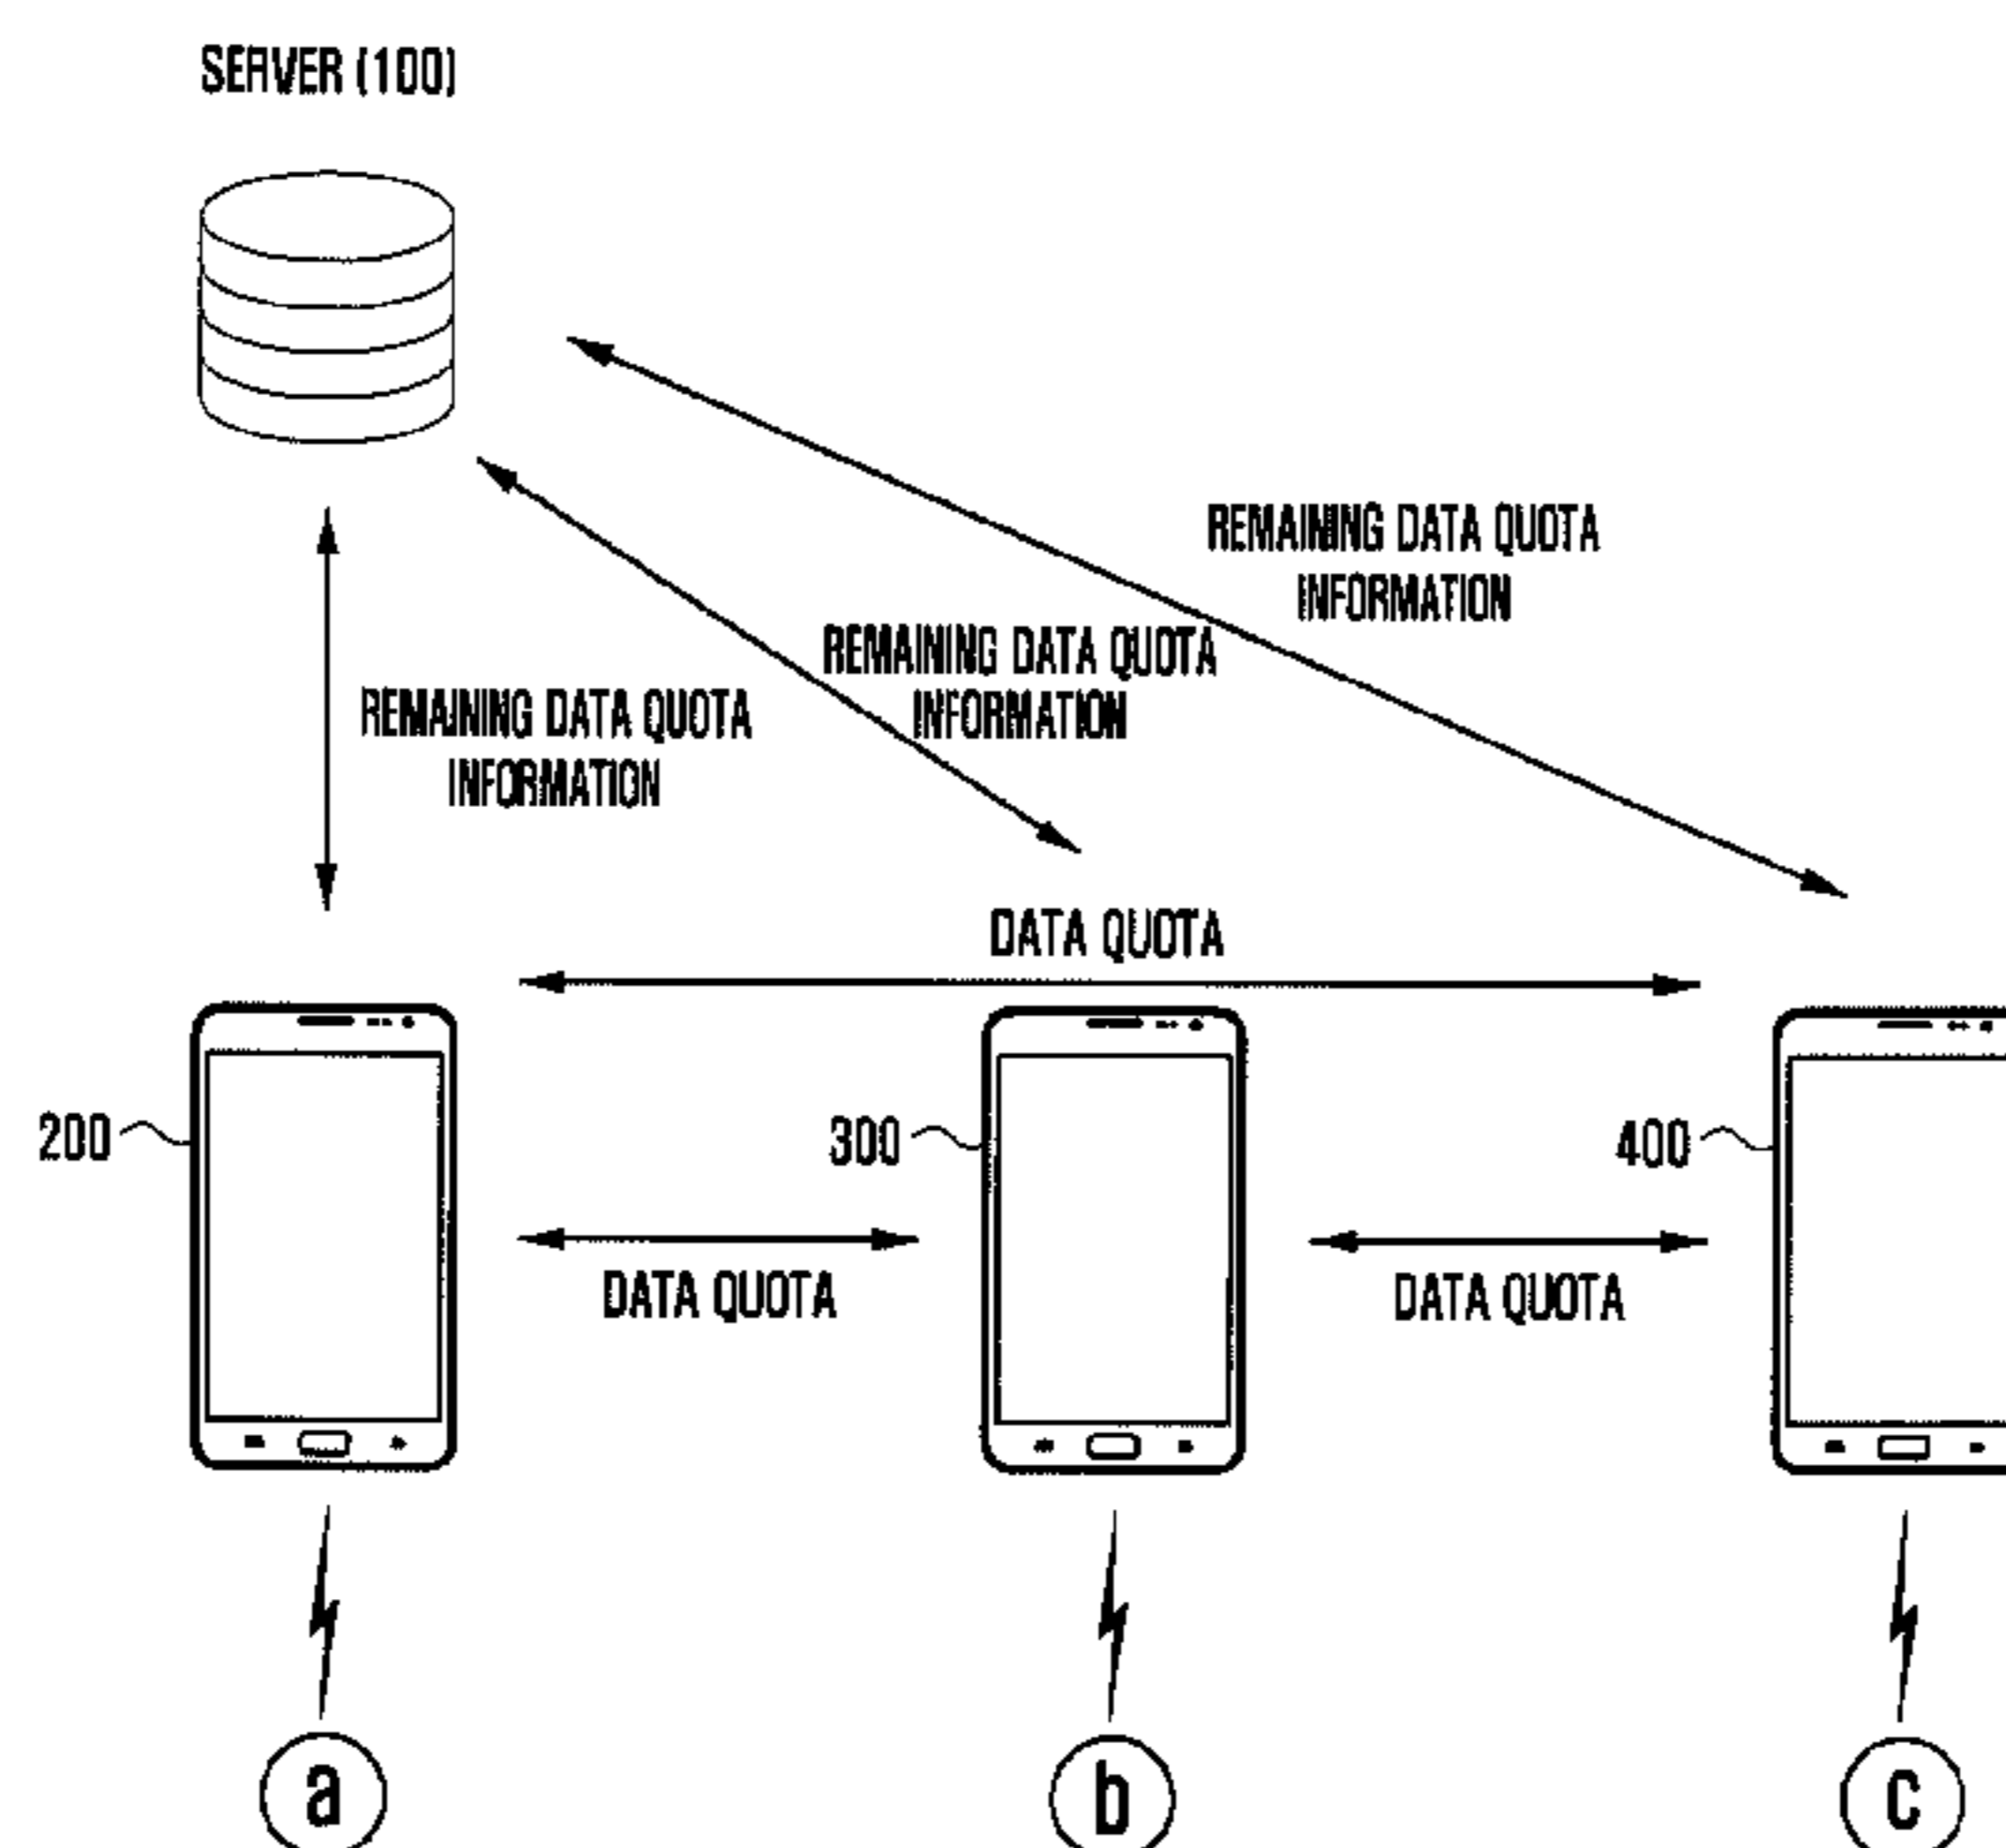 SERVER (100)
REMAINING DATA QUOTA
INFORMATION
REMAINING DATA QUOTA
INFORMATION
REMAINING DATA QUOTA
INFORMATION
DATA QUOTA
200
300
400
DATA QUOTA
DATA QUOTA
a
b
c